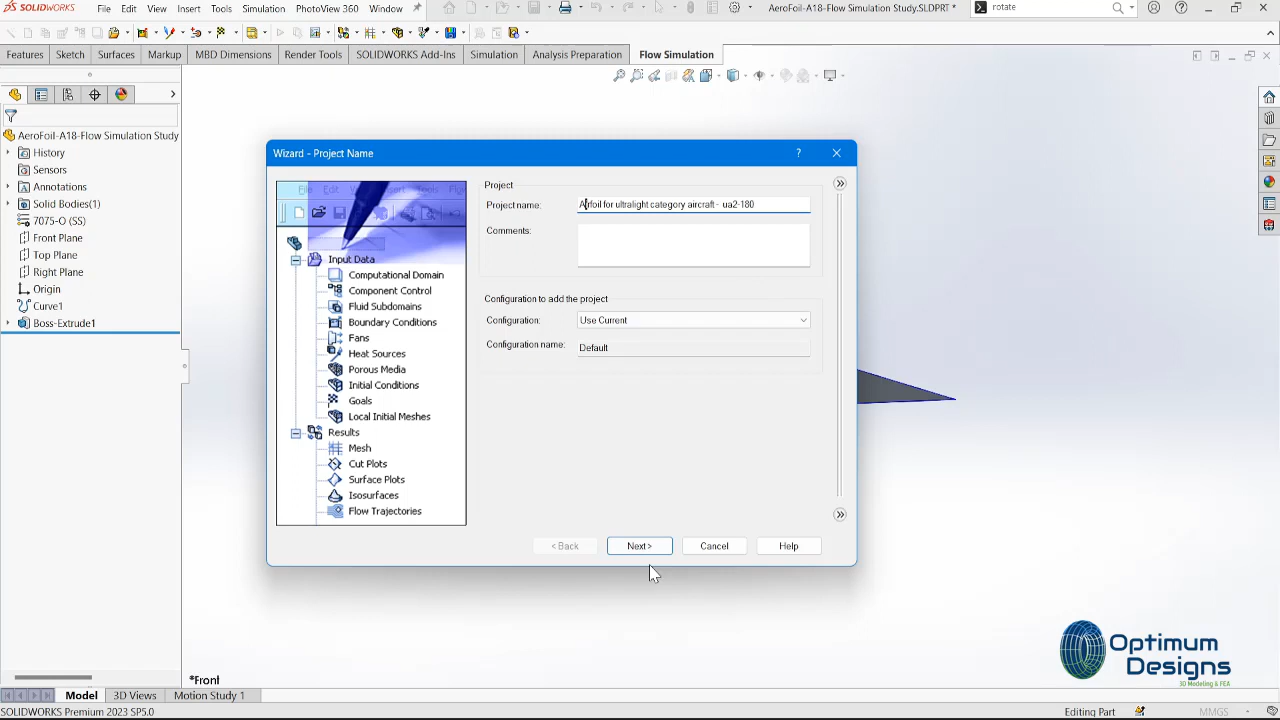 SOLIDWORKS File Edit View Insert Tools Simulation PhotoView 360 Window AeroFoil-A18-Flow Simulation Study.SLDPRT * rotate
Features Sketch Surfaces Markup MBD Dimensions Render Tools SOLIDWORKS Add-Ins Simulation Analysis Preparation Flow Simulation
AeroFoil-A18-Flow Simulation Study
History
Sensors
Annotations
Solid Bodies(1)
7075-O (SS)
Front Plane
Top Plane
Right Plane
Origin
Curve1
Boss-Extrude1
Wizard - Project Name
?
Input Data
Computational Domain
Component Control
Fluid Subdomains
Boundary Conditions
Fans
Heat Sources
Porous Media
Initial Conditions
Goals
Local Initial Meshes
Results
Mesh
Cut Plots
Surface Plots
Isosurfaces
Flow Trajectories
Project
Project name: Airfoil for ultralight category aircraft - ua2-180
Comments:
Configuration to add the project
Configuration: Use Current
Configuration name: Default
< Back Next > Cancel Help
*Front
Optimum
Designs
3D Modeling & FEA
Model 3D Views Motion Study 1
SOLIDWORKS Premium 2023 SP5.0 Editing Part MMGS